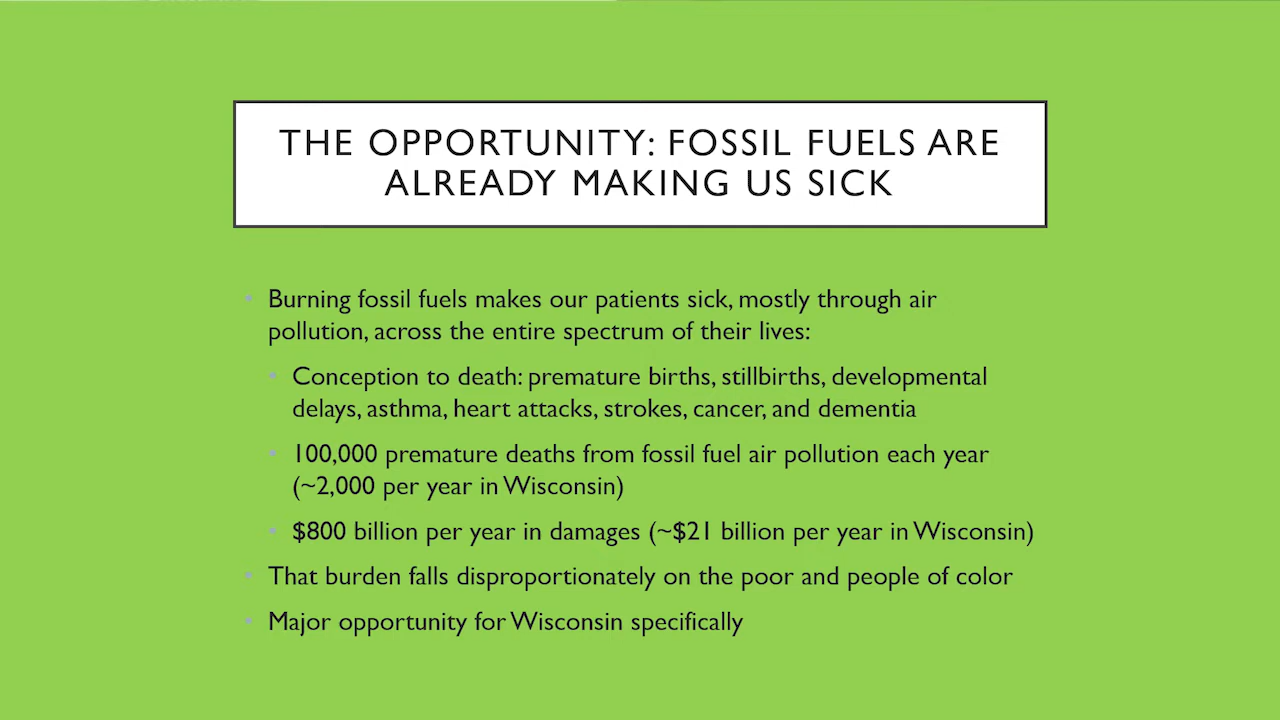 THE OPPORTUNITY: FOSSIL FUELS ARE
ALREADY MAKING US SICK
• Burning fossil fuels makes our patients sick, mostly through air
pollution, across the entire spectrum of their lives:
• Conception to death: premature births, stillbirths, developmental
delays, asthma, heart attacks, strokes, cancer, and dementia
• 100,000 premature deaths from fossil fuel air pollution each year
(~2,000 per year in Wisconsin)
• $800 billion per year in damages (~$21 billion per year in Wisconsin)
• That burden falls disproportionately on the poor and people of color
• Major opportunity for Wisconsin specifically